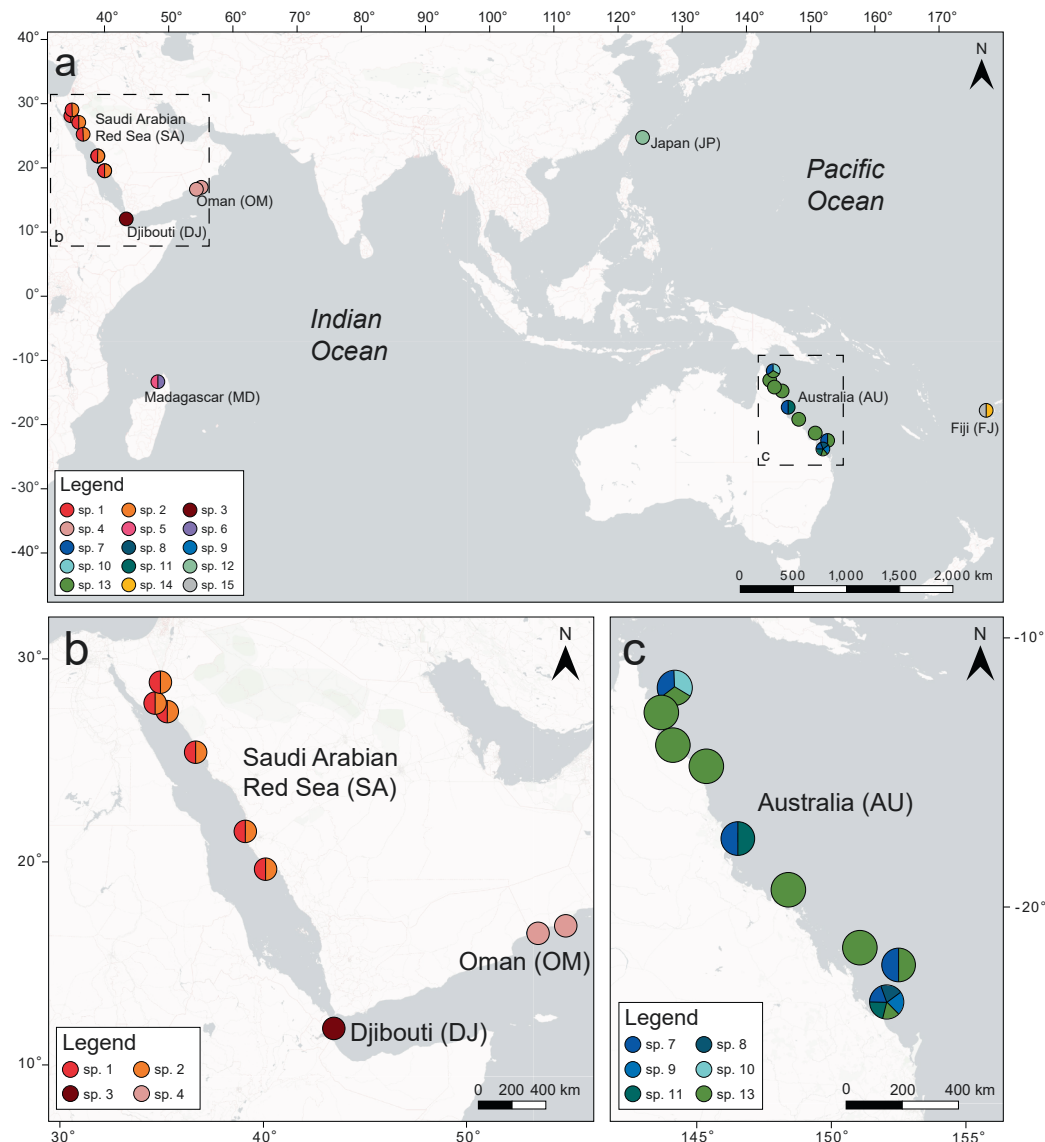 40° 50° 60° 70° 80° 90° 100° 110° 120° 130° 140° 150° 160° 170°
40°
a
N
30°
Saudi Arabian
Red Sea (SA)
Japan (JP)
20°
Pacific
Ocean
Oman (OM)
Djibouti (DJ)
b
10°
0°
Indian
Ocean
-10°
Madagascar (MD)
Australia (AU)
-20°
Fiji (FJ)
c
-30°
-40°
Legend
sp. 1 sp. 2 sp. 3
sp. 4 sp. 5 sp. 6
sp. 7 sp. 8 sp. 9
sp. 10 sp. 11 sp. 12
sp. 13 sp. 14 sp. 15
0 500 1,000 1,500 2,000 km
b
N
30°
Saudi Arabian
Red Sea (SA)
20°
Oman (OM)
Djibouti (DJ)
10°
Legend
sp. 1 sp. 2
sp. 3 sp. 4
0 200 400 km
30° 40° 50°
c
N
-10°
Australia (AU)
-20°
Legend
sp. 7 sp. 8
sp. 9 sp. 10
sp. 11 sp. 13
0 200 400 km
145° 150° 155°